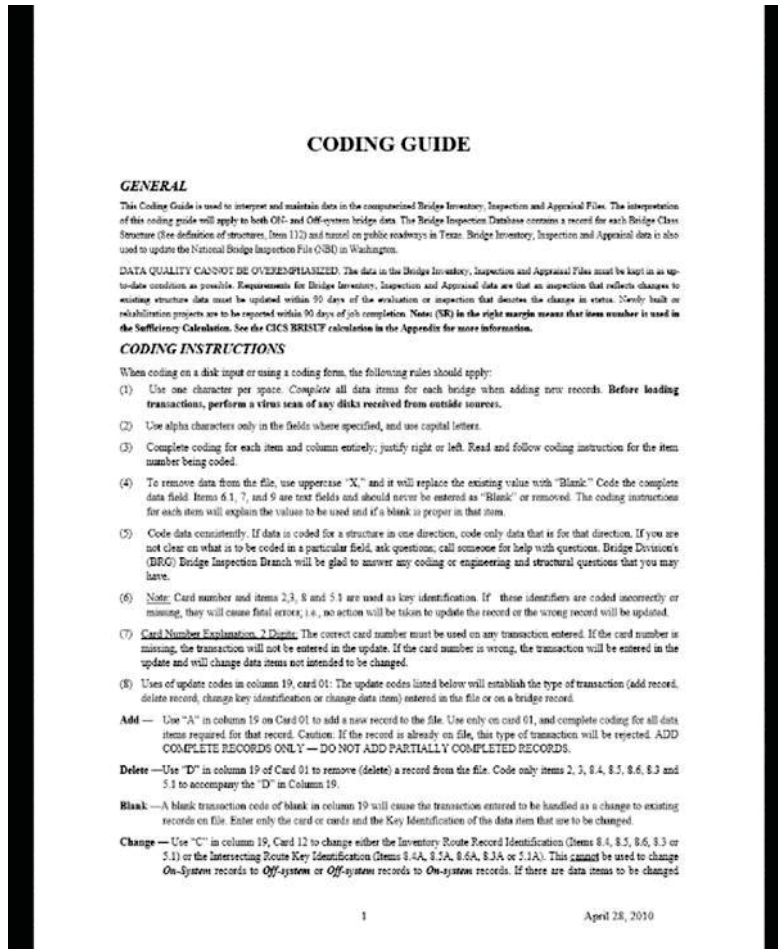 CODING GUIDE
GENERAL
This Coding Guide is used to interpret and maintain data in the computerized Bridge Inventory, Inspection and Appraisal Files. The interpretation
of this coding guide will apply to both ON- and Off-system bridge data. The Bridge Inspection Database contains a record for each Bridge Class
Structure (See definition of structures, Item 112) and tunnel on public roadways in Texas. Bridge Inventory, Inspection and Appraisal data is also
used to update the National Bridge Inspection File (NBI) in Washington.
DATA QUALITY CANNOT BE OVEREMPHASIZED. The data in the Bridge Inventory, Inspection and Appraisal Files must be kept in as up-
to-date condition as possible. Requirements for Bridge Inventory, Inspection and Appraisal data are that an inspection that reflects changes to
existing structure data must be updated within 90 days of the evaluation or inspection that denotes the change in status. Newly built or
rehabilitation projects are to be reported within 90 days of job completion. Note: (SR) in the right margin means that item number is used in
the Sufficiency Calculation. See the CICS BRISUF calculation in the Appendix for more information.
CODING INSTRUCTIONS
When coding on a disk input or using a coding form, the following rules should apply:
(1) Use one character per space. Complete all data items for each bridge when adding new records. Before loading
transactions, perform a virus scan of any disks received from outside sources.
(2) Use alpha characters only in the fields where specified, and use capital letters.
(3) Complete coding for each item and column entirely; justify right or left. Read and follow coding instruction for the item
number being coded.
(4) To remove data from the file, use uppercase "X," and it will replace the existing value with "Blank." Code the complete
data field. Items 6.1, 7, and 9 are text fields and should never be entered as "Blank" or removed. The coding instructions
for each item will explain the values to be used and if a blank is proper in that item.
(5) Code data consistently. If data is coded for a structure in one direction, code only data that is for that direction. If you are
not clear on what is to be coded in a particular field, ask questions; call someone for help with questions. Bridge Division's
(BRG) Bridge Inspection Branch will be glad to answer any coding or engineering and structural questions that you may
have.
(6) Note: Card number and items 2,3, 8 and 5.1 are used as key identification. If these identifiers are coded incorrectly or
missing, they will cause fatal errors; i.e., no action will be taken to update the record or the wrong record will be updated.
(7) Card Number Explanation, 2 Digits: The correct card number must be used on any transaction entered. If the card number is
missing, the transaction will not be entered in the update. If the card number is wrong, the transaction will be entered in the
update and will change data items not intended to be changed.
(8) Uses of update codes in column 19, card 01: The update codes listed below will establish the type of transaction (add record,
delete record, change key identification or change data item) entered in the file or on a bridge record.
Add — Use "A" in column 19 on Card 01 to add a new record to the file. Use only on card 01, and complete coding for all data
items required for that record. Caution: If the record is already on file, this type of transaction will be rejected. ADD
COMPLETE RECORDS ONLY — DO NOT ADD PARTIALLY COMPLETED RECORDS.
Delete —Use "D" in column 19 of Card 01 to remove (delete) a record from the file. Code only items 2, 3, 8.4, 8.5, 8.6, 8.3 and
5.1 to accompany the "D" in Column 19.
Blank —A blank transaction code of blank in column 19 will cause the transaction entered to be handled as a change to existing
records on file. Enter only the card or cards and the Key Identification of the data item that are to be changed.
Change — Use "C" in column 19, Card 12 to change either the Inventory Route Record Identification (Items 8.4, 8.5, 8.6, 8.3 or
5.1) or the Intersecting Route Key Identification (Items 8.4A, 8.5A, 8.6A, 8.3A or 5.1A). This cannot be used to change
On-System records to Off-system or Off-system records to On-system records. If there are data items to be changed
1
April 28, 2010